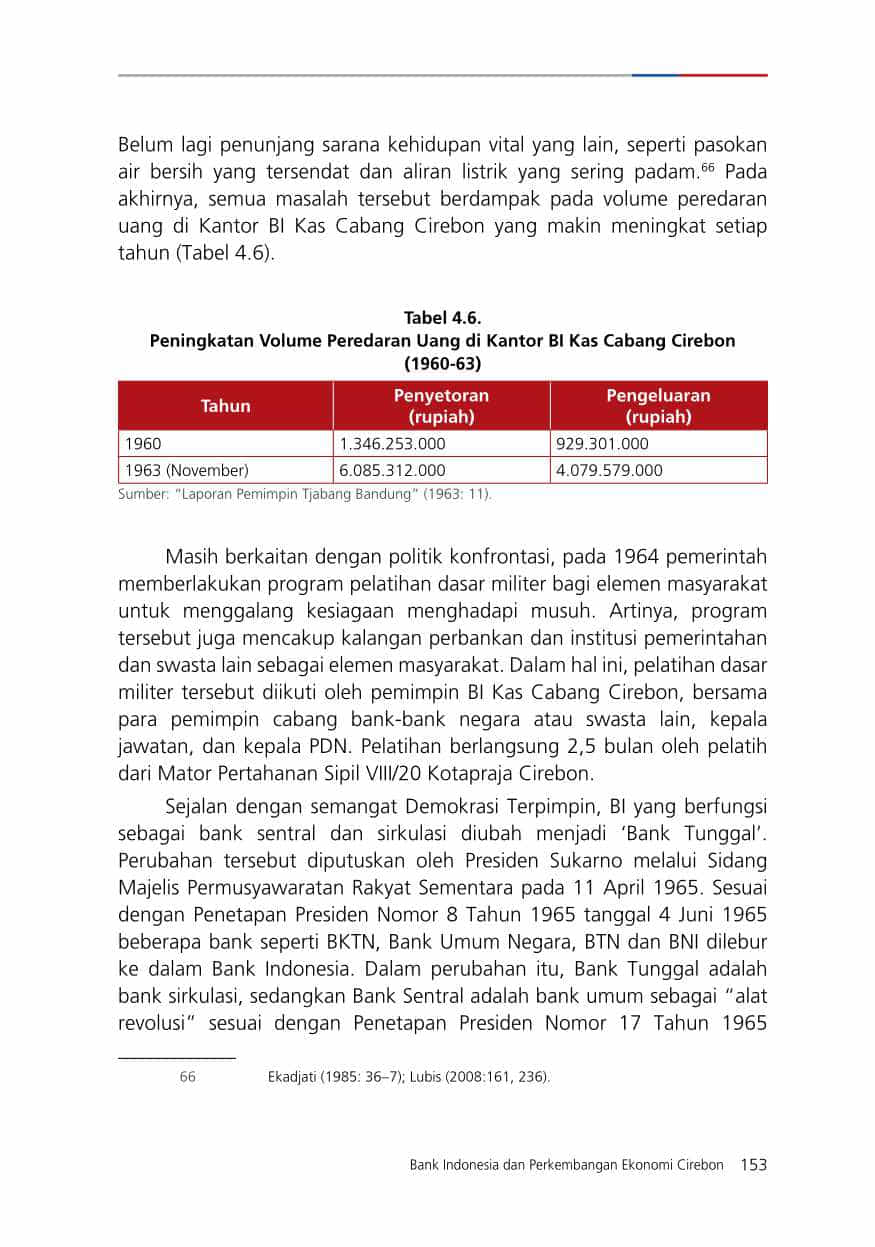 Belum lagi penunjang sarana kehidupan vital yang lain, seperti pasokan
air bersih yang tersendat dan aliran listrik yang sering padam.66 Pada
akhirnya, semua masalah tersebut berdampak pada volume peredaran
uang di Kantor BI Kas Cabang Cirebon yang makin meningkat setiap
tahun (Tabel 4.6).
Tabel 4.6.
Peningkatan Volume Peredaran Uang di Kantor BI Kas Cabang Cirebon
(1960-63)
Tahun Penyetoran (rupiah) Pengeluaran (rupiah)
1960 1.346.253.000 929.301.000
1963 (November) 6.085.312.000 4.079.579.000
Sumber: “Laporan Pemimpin Tjabang Bandung” (1963: 11).
Masih berkaitan dengan politik konfrontasi, pada 1964 pemerintah
memberlakukan program pelatihan dasar militer bagi elemen masyarakat
untuk menggalang kesiagaan menghadapi musuh. Artinya, program
tersebut juga mencakup kalangan perbankan dan institusi pemerintahan
dan swasta lain sebagai elemen masyarakat. Dalam hal ini, pelatihan dasar
militer tersebut diikuti oleh pemimpin BI Kas Cabang Cirebon, bersama
para pemimpin cabang bank-bank negara atau swasta lain, kepala
jawatan, dan kepala PDN. Pelatihan berlangsung 2,5 bulan oleh pelatih
dari Mator Pertahanan Sipil VIII/20 Kotapraja Cirebon.
Sejalan dengan semangat Demokrasi Terpimpin, BI yang berfungsi
sebagai bank sentral dan sirkulasi diubah menjadi ‘Bank Tunggal’.
Perubahan tersebut diputuskan oleh Presiden Sukarno melalui Sidang
Majelis Permusyawaratan Rakyat Sementara pada 11 April 1965. Sesuai
dengan Penetapan Presiden Nomor 8 Tahun 1965 tanggal 4 Juni 1965
beberapa bank seperti BKTN, Bank Umum Negara, BTN dan BNI dilebur
ke dalam Bank Indonesia. Dalam perubahan itu, Bank Tunggal adalah
bank sirkulasi, sedangkan Bank Sentral adalah bank umum sebagai “alat
revolusi” sesuai dengan Penetapan Presiden Nomor 17 Tahun 1965
66 Ekadjati (1985: 36–7); Lubis (2008:161, 236).
Bank Indonesia dan Perkembangan Ekonomi Cirebon 153